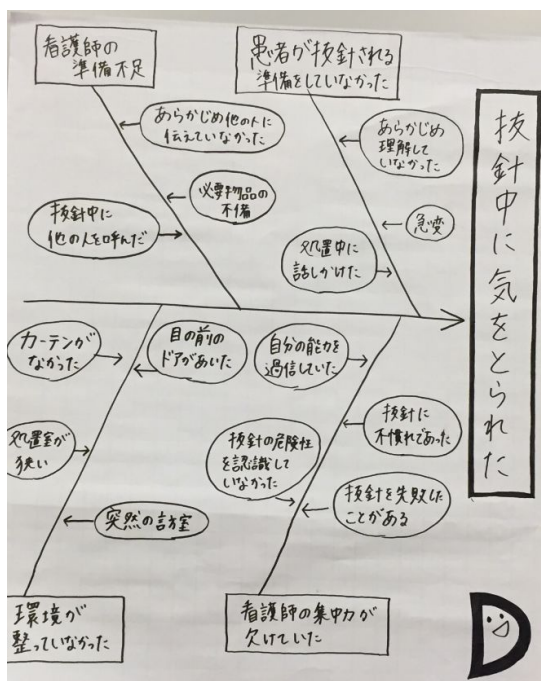 看護師の
準備不足
患者が抜針される
準備をしていなかった
あらかじめ他の人に
伝えていなかった
必要物品の
不備
抜針中に
他の人を呼んだ
あらかじめ
理解して
いなかった
急変
処置中に
話しかけた
抜針中に気をとられた
カーテンが
なかった
目の前の
ドアがあいた
処置室が
狭い
突然の訪室
自分の能力を
過信していた
抜針に
不慣れであった
抜針の危険性
を認識して
いなかった
抜針を失敗した
ことがある
環境が
整っていなかった
看護師の集中力が
欠けていた
D